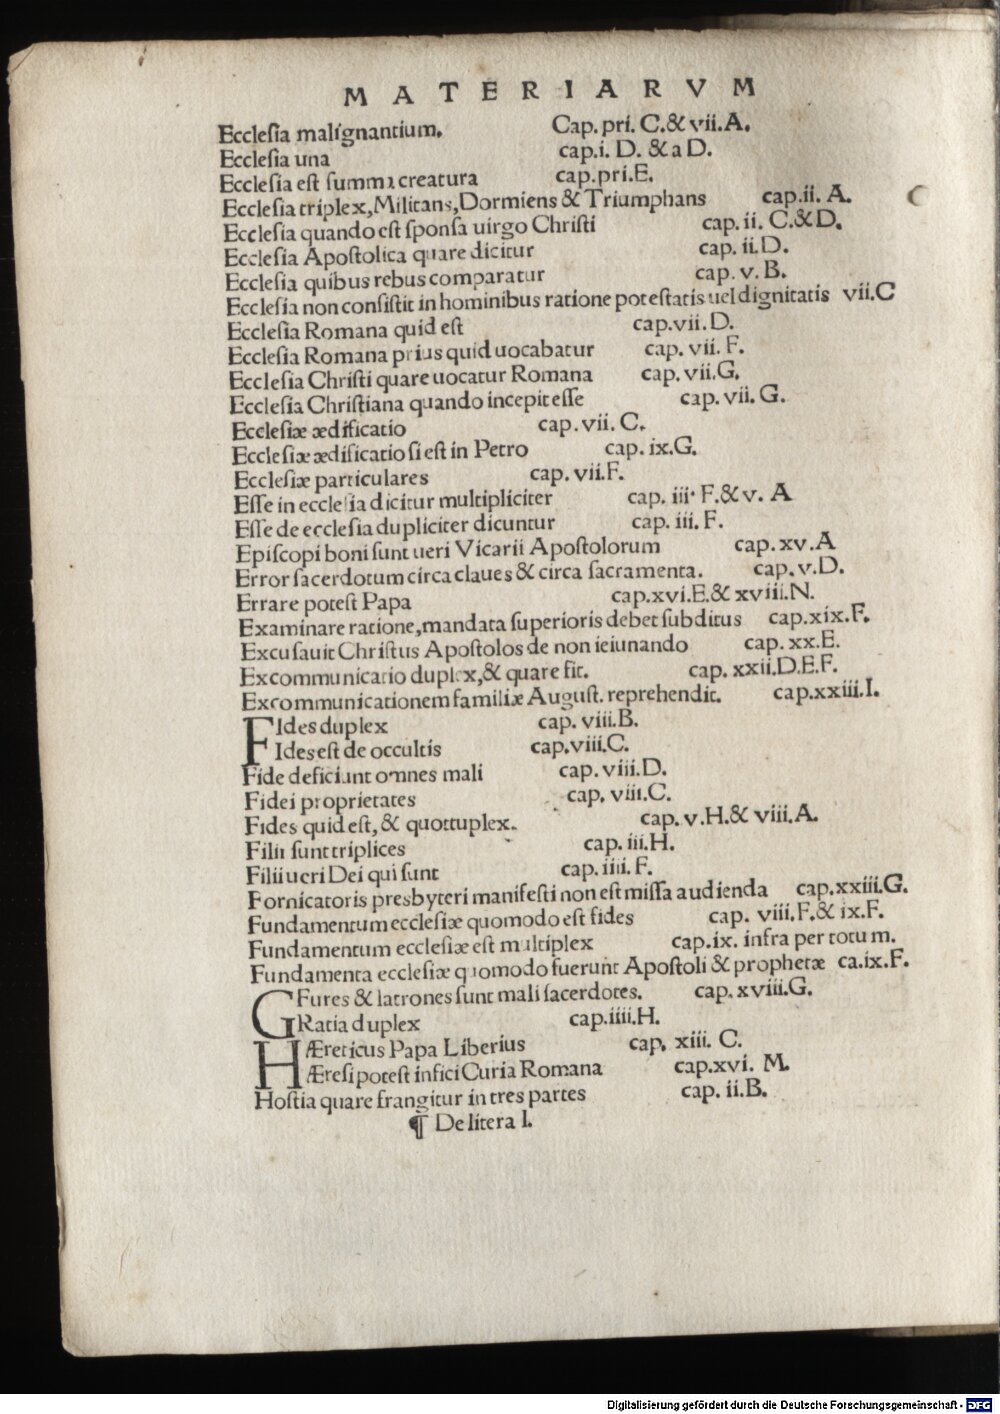 MATERIARVM
Eccleſia malignantium. Cap. pri. C.& vii.A.
Eccleſia una cap.i. D. & a D.
Eccleſia eſt ſumma creatura cap.pri.E.
Eccleſia triplex,Militans,Dormiens & Triumphans cap.ii. A.
Eccleſia quando eſt ſponſa uirgo Chriſti cap. ii. C.& D.
Eccleſia Apoſtolica quare dicitur cap. ii.D.
Eccleſia quibus rebus comparatur cap. v. B.
Eccleſia non conſiſtit in hominibus ratione poteſtatis uel dignitatis vii.C
Eccleſia Romana quid eſt cap.vii. D.
Eccleſia Romana prius quid uocabatur cap. vii. F.
Eccleſia Chriſti quare uocatur Romana cap. vii.G.
Eccleſia Chriſtiana quando incepit eſſe cap. vii. G.
Eccleſiæ ædificatio cap. vii. C.
Eccleſiæ ædificatio ſi eſt in Petro cap. ix.G.
Eccleſiæ particulares cap. vii.F.
Eſſe in eccleſia dicitur multipliciter cap. iii. F.& v. A
Eſſe de eccleſia dupliciter dicuntur cap. iii. F.
Epiſcopi boni ſunt ueri Vicarii Apoſtolorum cap. xv. A
Error ſacerdotum circa claues & circa ſacramenta. cap. v.D.
Errare poteſt Papa cap.xvi.E.& xviii.N.
Examinare ratione,mandata ſuperioris debet ſubditus cap.xix.F.
Excuſauit Chriſtus Apoſtolos de non ieiunando cap. xx.E.
Excommunicatio duplex,& quare fit. cap. xxii.D.E.F.
Excommunicationem familiæ Auguſt. reprehendit. cap.xxiii.I.
FIdes duplex cap. viii.B.
Ides eſt de occultis cap.viii.C.
Fide deficiunt omnes mali cap. viii.D.
Fidei proprietates cap. viii.C.
Fides quid eſt, & quottuplex. cap. v.H.& viii.A.
Filii ſunt triplices cap. iii.H.
Filii ueri Dei qui ſunt cap. iiii. F.
Fornicatoris presbyteri manifeſti non eſt miſſa audienda cap.xxiii.G.
Fundamentum eccleſiæ quomodo eſt fides cap. viii.F.& ix.F.
Fundamentum eccleſiæ eſt multiplex cap.ix. infra per totum.
Fundamenta eccleſiæ quomodo fuerunt Apoſtoli & prophetæ ca.ix.F.
Fures & latrones ſunt mali ſacerdotes. cap. xviii.G.
GRatia duplex cap.iiii.H.
HÆreticus Papa Liberius cap. xiii. C.
Æreſi poteſt infici Curia Romana cap.xvi. M.
Hoſtia quare frangitur in tres partes cap. ii.B.
¶ De litera I.
Digitalisierung gefördert durch die Deutsche Forschungsgemeinschaft - DFG